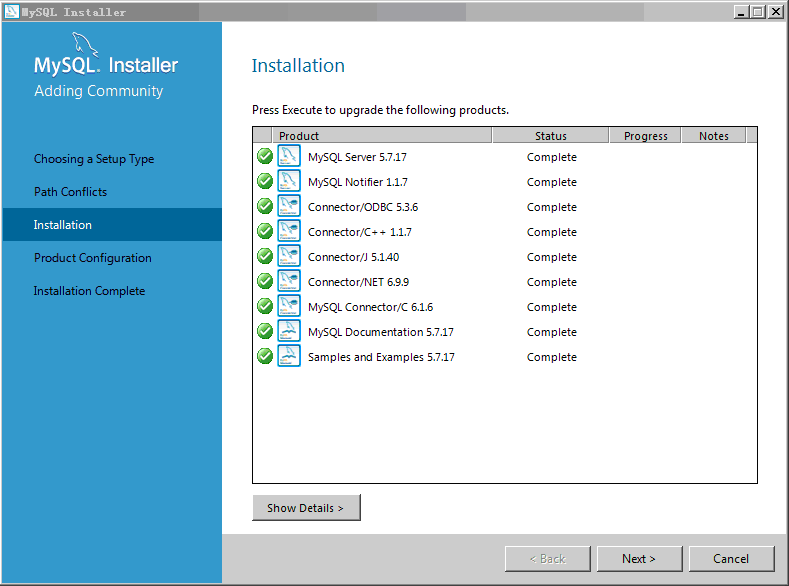 MySQL Installer
MySQL. Installer
Adding Community
Choosing a Setup Type
Path Conflicts
Installation
Product Configuration
Installation Complete
Installation
Press Execute to upgrade the following products.
Product Status Progress Notes
MySQL Server 5.7.17 Complete
MySQL Notifier 1.1.7 Complete
Connector/ODBC 5.3.6 Complete
Connector/C++ 1.1.7 Complete
Connector/J 5.1.40 Complete
Connector/NET 6.9.9 Complete
MySQL Connector/C 6.1.6 Complete
MySQL Documentation 5.7.17 Complete
Samples and Examples 5.7.17 Complete
Show Details >
< Back Next > Cancel